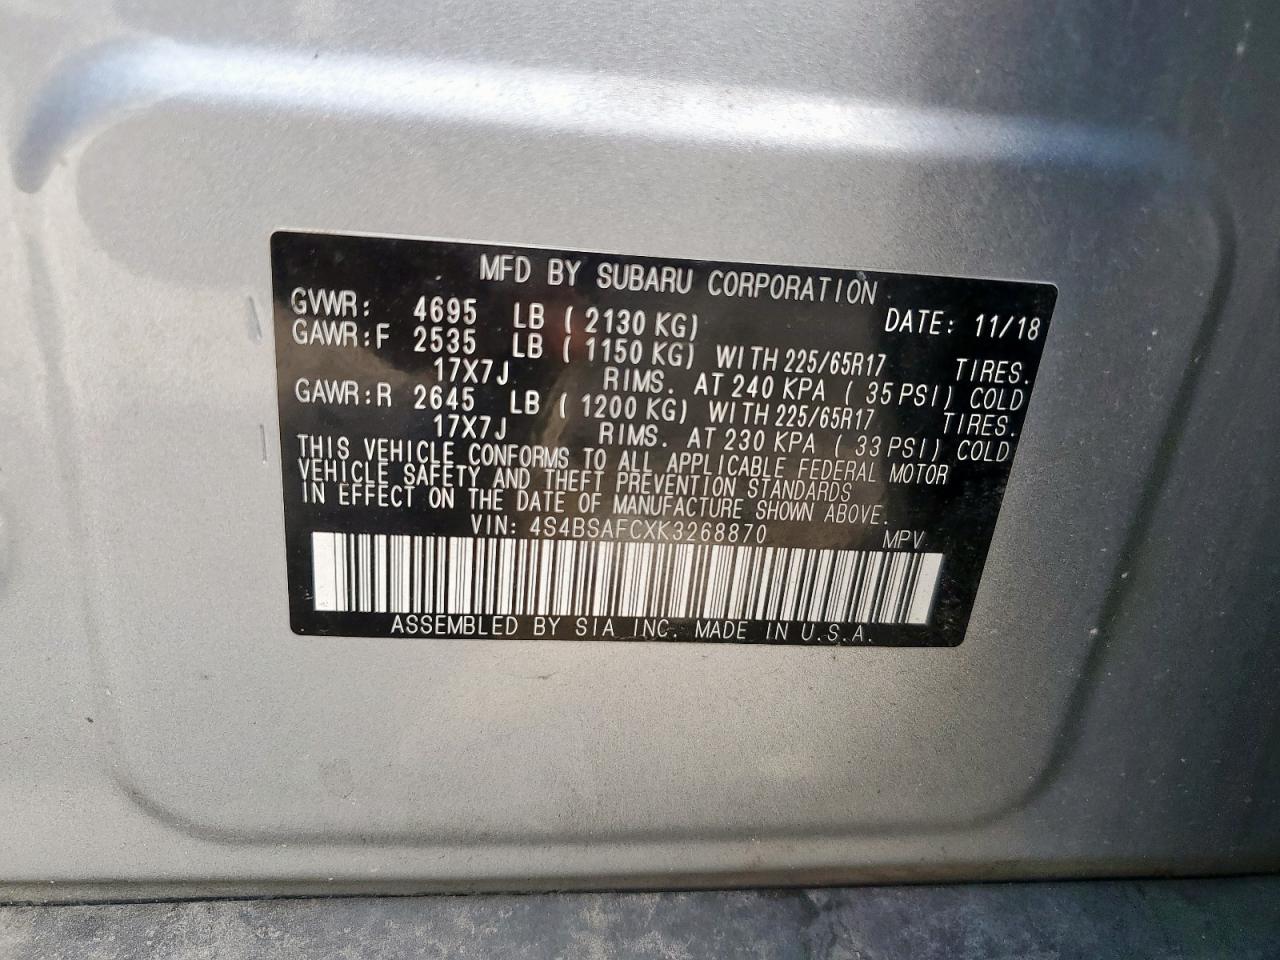 MFD BY SUBARU CORPORATION
GVWR: 4695 LB ( 2130 KG) DATE: 11/18
GAWR:F 2535 LB ( 1150 KG) WITH 225/65R17 TIRES.
17X7J RIMS. AT 240 KPA ( 35 PSI) COLD
GAWR:R 2645 LB ( 1200 KG) WITH 225/65R17 TIRES.
17X7J RIMS. AT 230 KPA ( 33 PSI) COLD
THIS VEHICLE CONFORMS TO ALL APPLICABLE FEDERAL MOTOR
VEHICLE SAFETY AND THEFT PREVENTION STANDARDS
IN EFFECT ON THE DATE OF MANUFACTURE SHOWN ABOVE.
VIN: 4S4BSAFCXK3268870 MPV
ASSEMBLED BY SIA INC. MADE IN U.S.A.